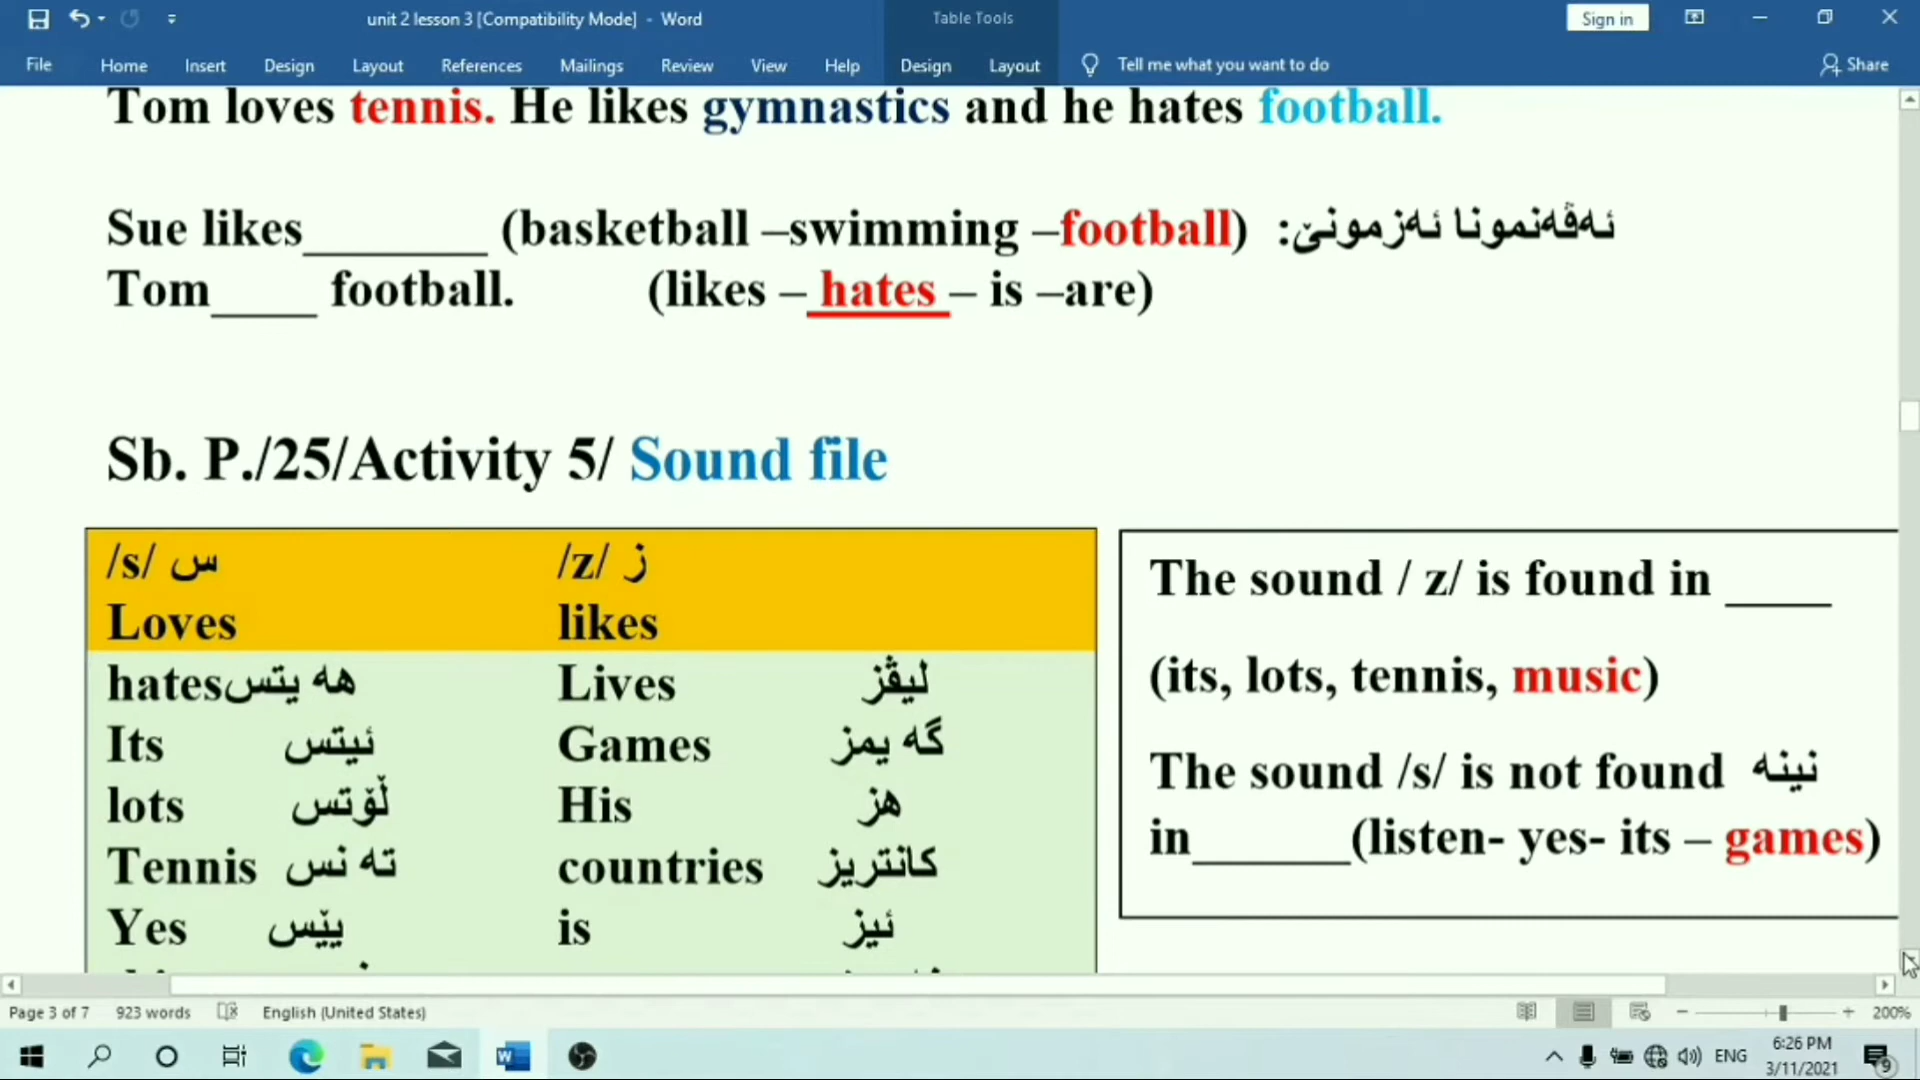 unit 2 lesson 3 [Compatibility Mode] - Word
Table Tools
Sign in
File Home Insert Design Layout References Mailings Review View Help Design Layout Tell me what you want to do Share
Tom loves tennis. He likes gymnastics and he hates football.
Sue likes_______ (basketball –swimming –football) ئەڤەنمونا ئەزمونێ:
Tom____ football. (likes – hates – is –are)
Sb. P./25/Activity 5/ Sound file
/s/ س /z/ ز
Loves likes
hates هه یتس Lives لیڤز
Its ئیتس Games گه یمز
lots ڵۆتس His هز
Tennis ته نس countries کانتریز
Yes یێس is ئیز
The sound / z/ is found in ____
(its, lots, tennis, music)
The sound /s/ is not found نینه
in______(listen- yes- its – games)
Page 3 of 7 923 words English (United States) 200%
ENG 6:26 PM
3/11/2021
9